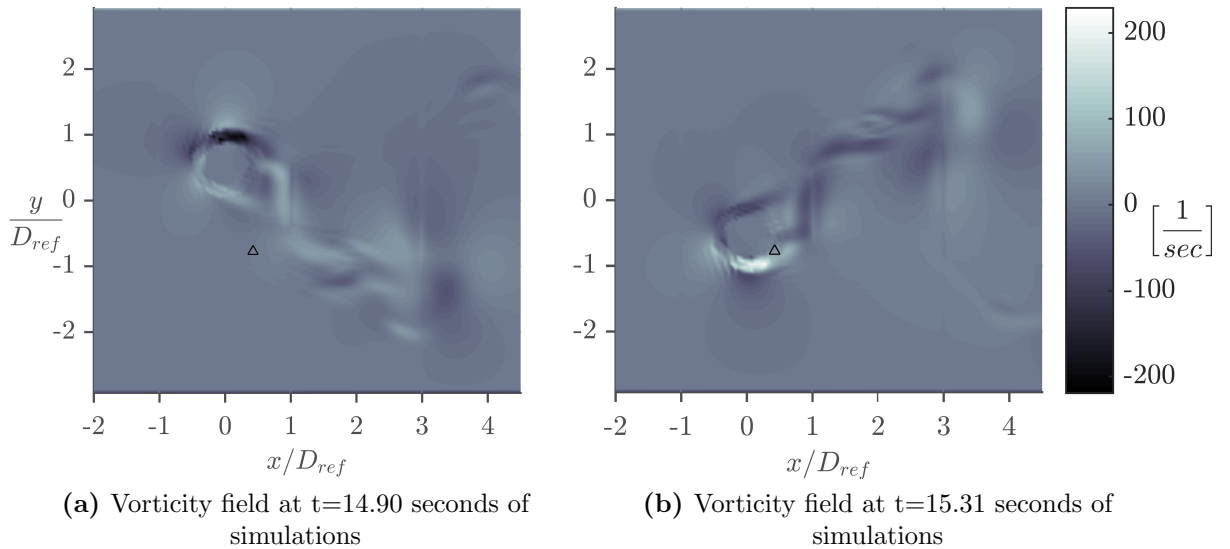 2
1
0
-1
-2
y
D_ref
-2 -1 0 1 2 3 4
x/D_ref
(a) Vorticity field at t=14.90 seconds of
simulations
2
1
0
-1
-2
-2 -1 0 1 2 3 4
x/D_ref
(b) Vorticity field at t=15.31 seconds of
simulations
200
100
0
-100
-200
[1/sec]